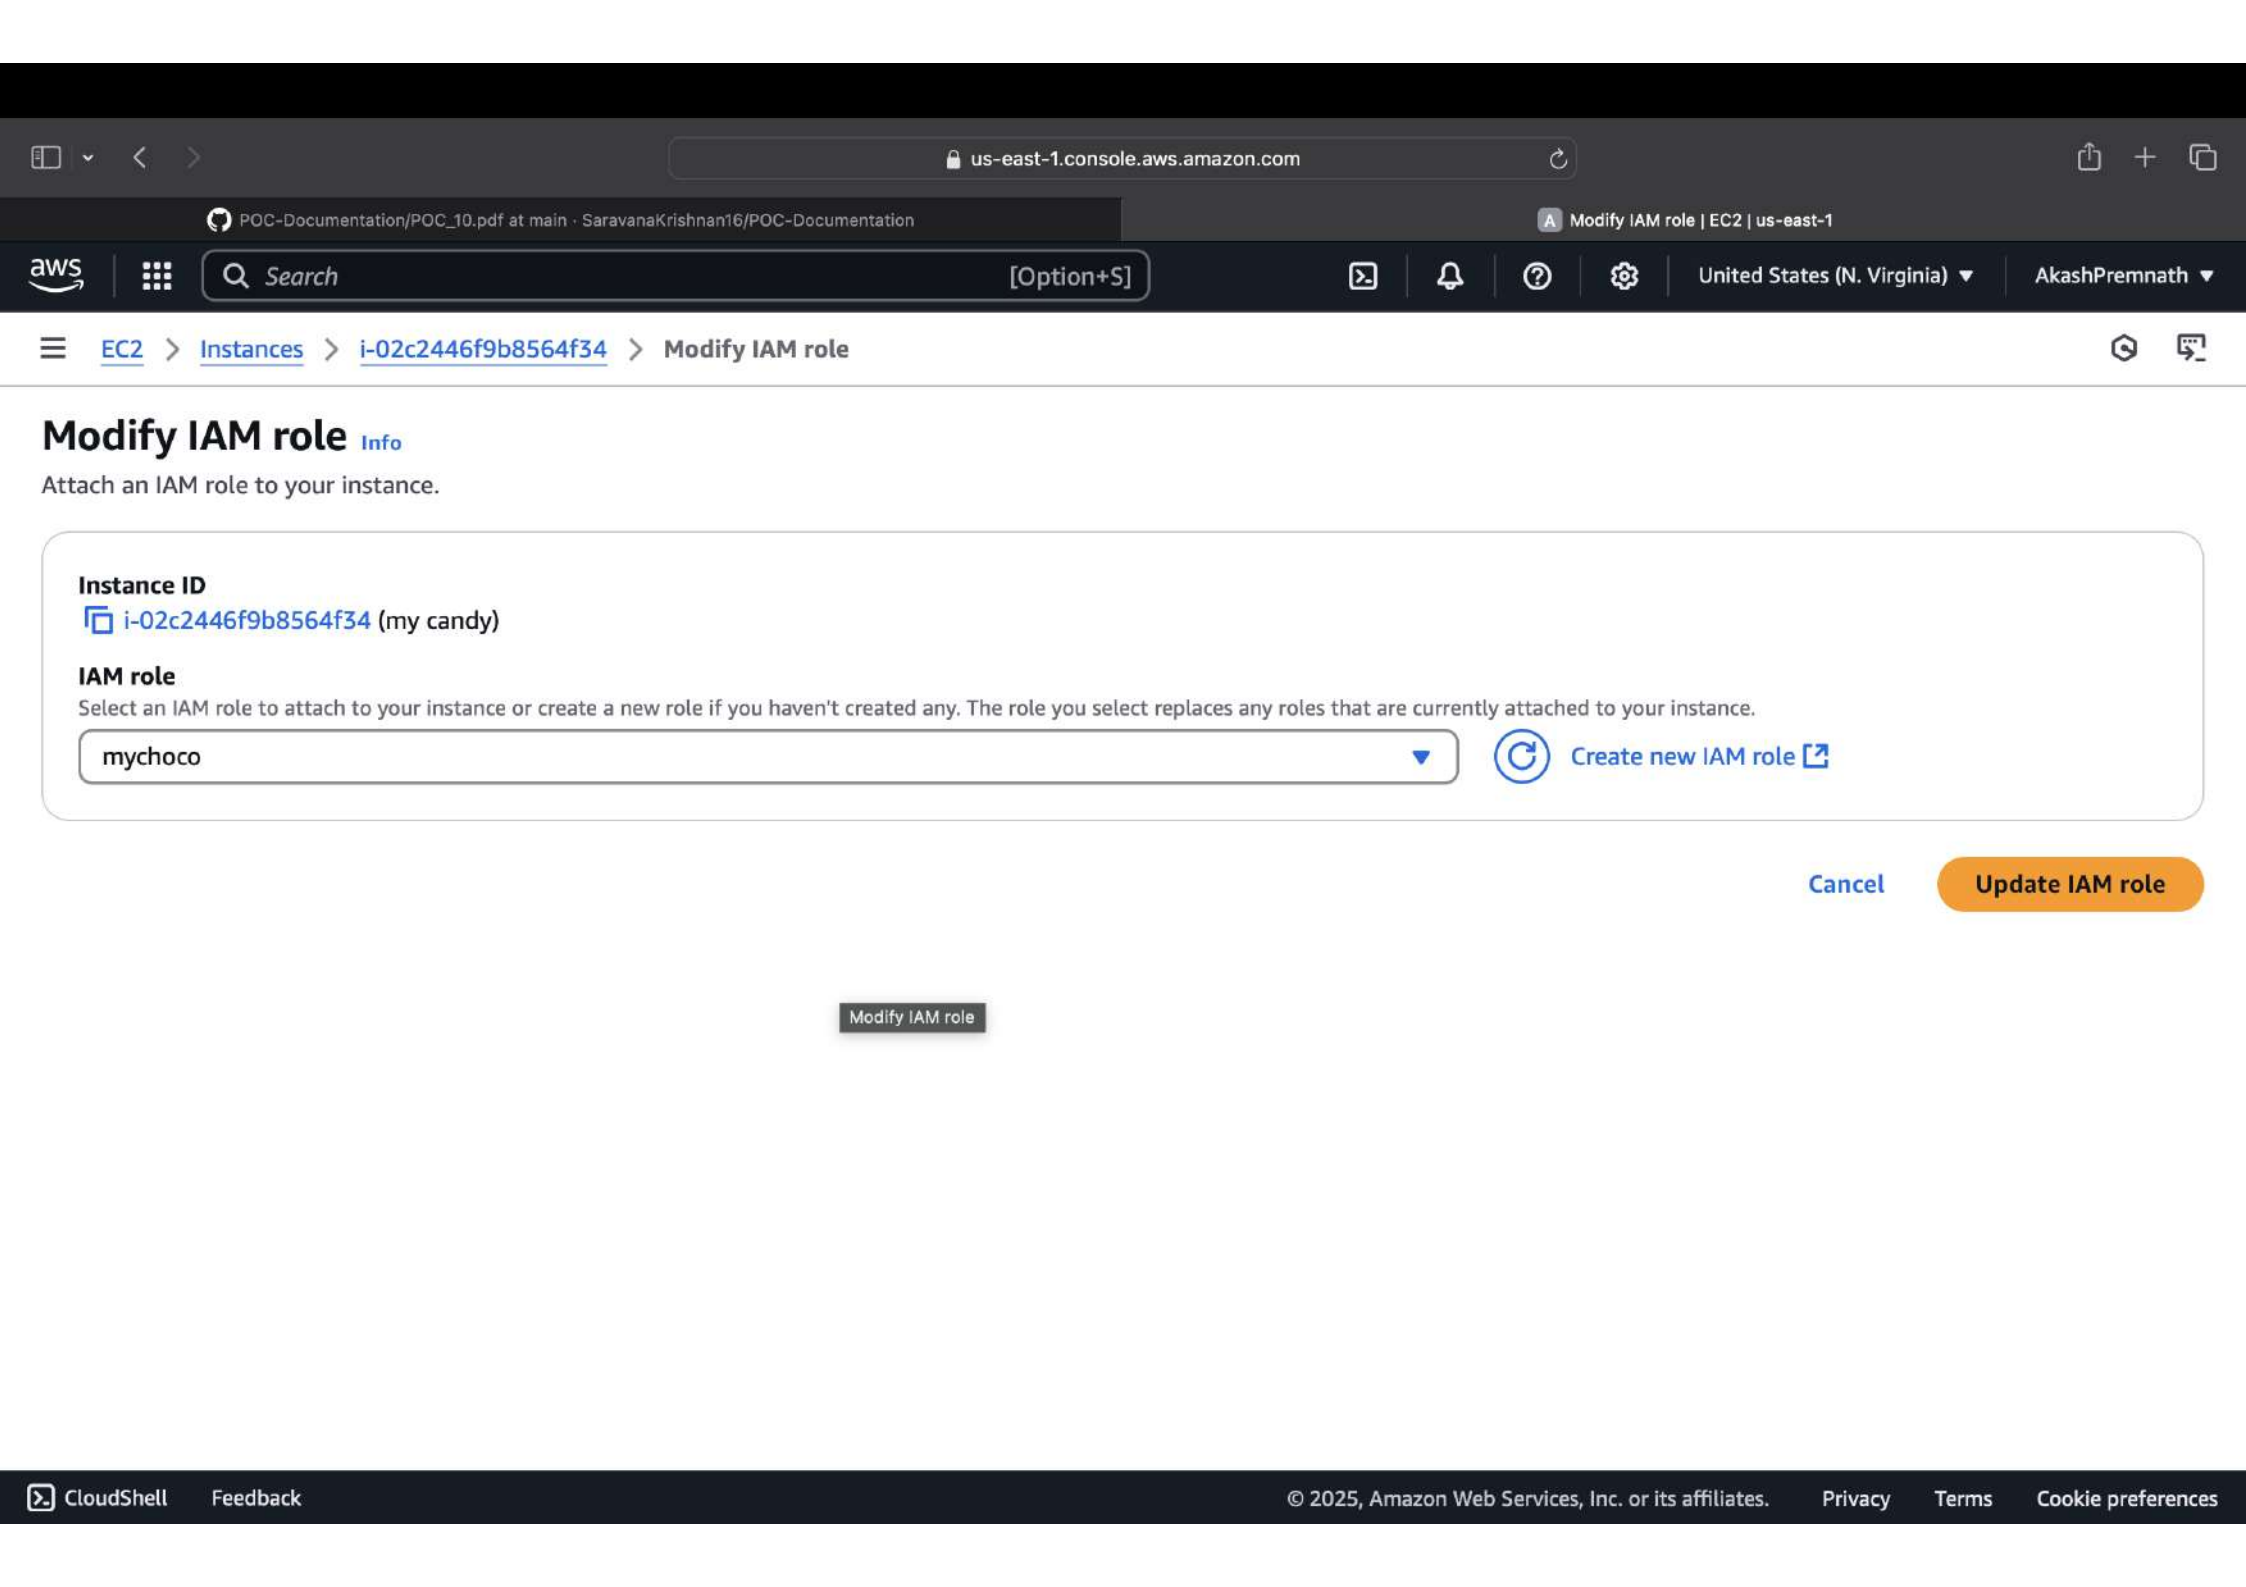 us-east-1.console.aws.amazon.com
POC-Documentation/POC_10.pdf at main · SaravanaKrishnan16/POC-Documentation
A Modify IAM role | EC2 | us-east-1
aws
Search [Option+S]
United States (N. Virginia)
AkashPremnath
EC2 > Instances > i-02c2446f9b8564f34 > Modify IAM role
Modify IAM role Info
Attach an IAM role to your instance.
Instance ID
i-02c2446f9b8564f34 (my candy)
IAM role
Select an IAM role to attach to your instance or create a new role if you haven't created any. The role you select replaces any roles that are currently attached to your instance.
mychoco
Create new IAM role
Cancel
Update IAM role
Modify IAM role
CloudShell
Feedback
© 2025, Amazon Web Services, Inc. or its affiliates.
Privacy
Terms
Cookie preferences